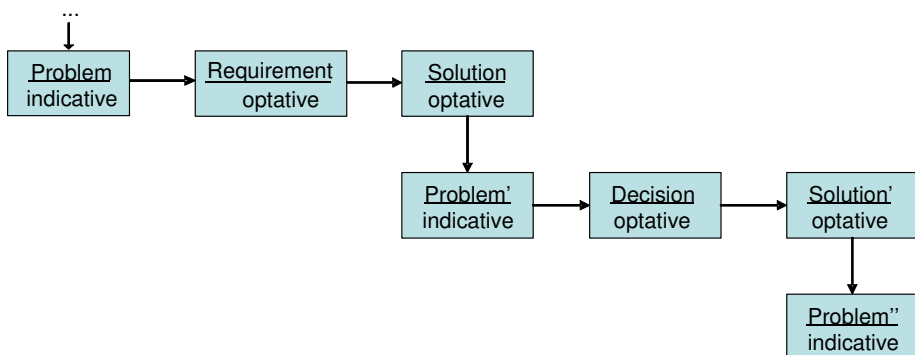 ...
Problem
indicative
Requirement
optative
Solution
optative
Problem'
indicative
Decision
optative
Solution'
optative
Problem''
indicative